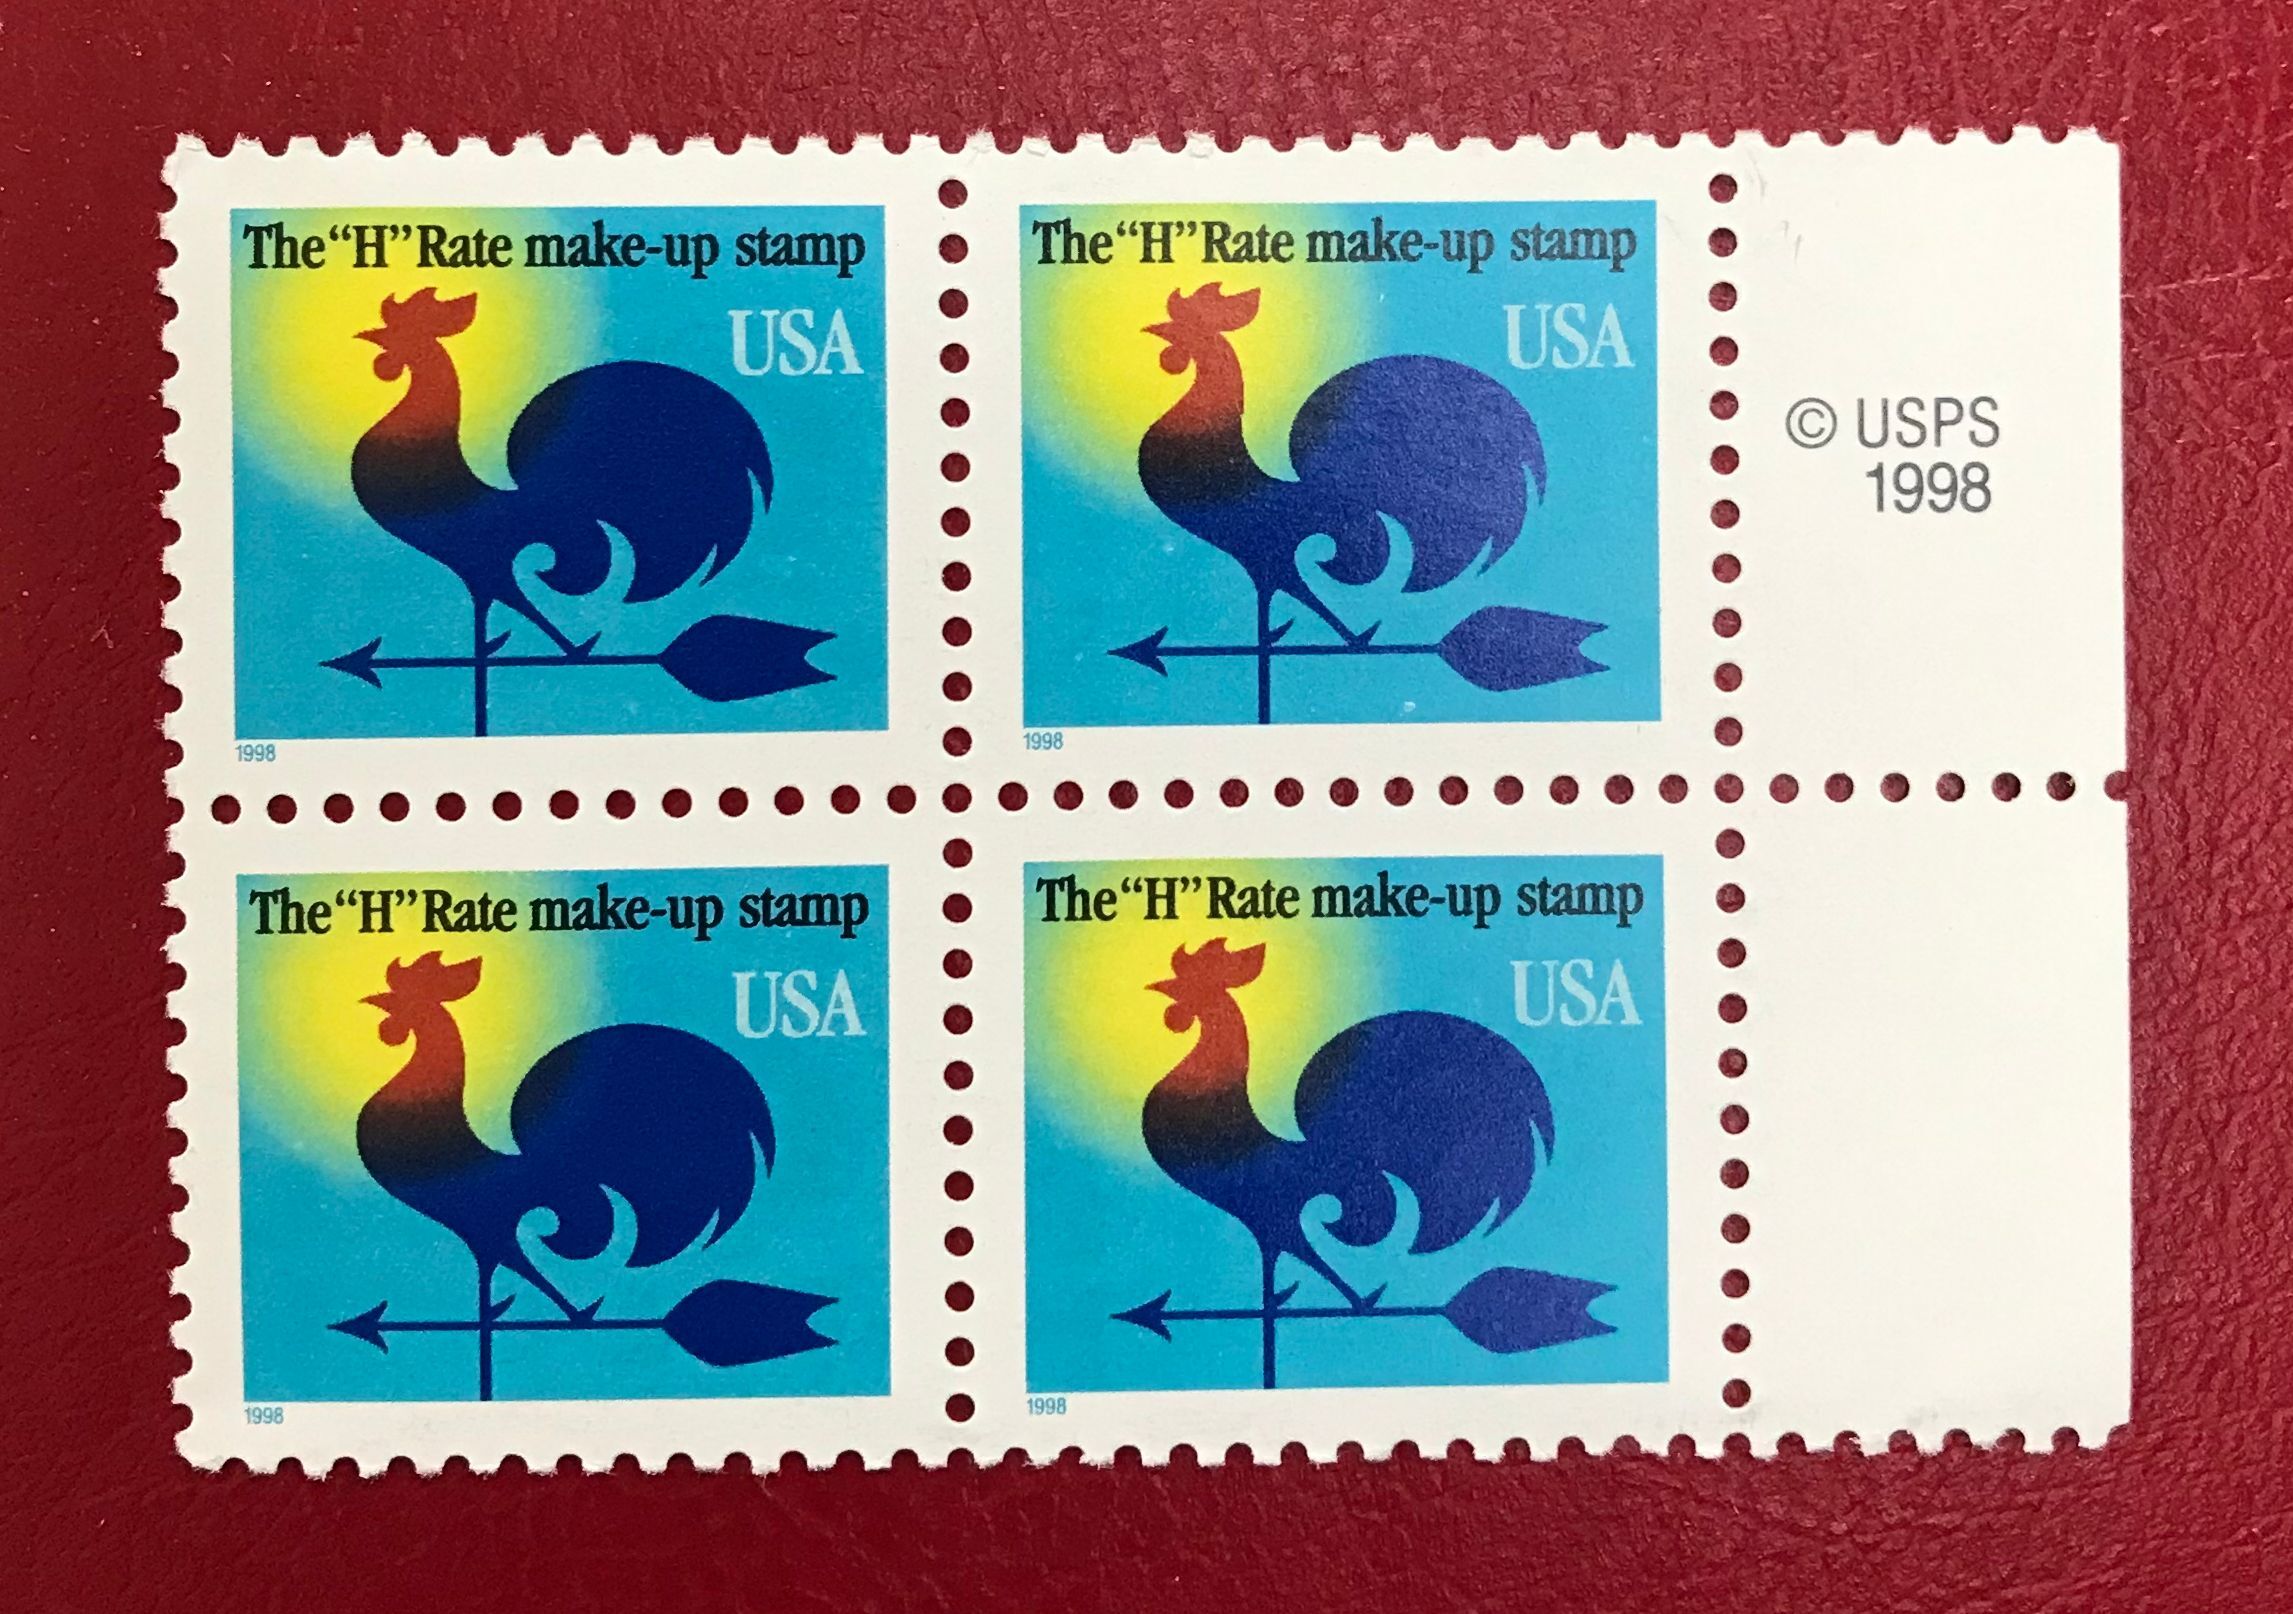 The “H” Rate make-up stamp
USA
1998
The “H” Rate make-up stamp
USA
1998
© USPS
1998
The “H” Rate make-up stamp
USA
1998
The “H” Rate make-up stamp
USA
1998